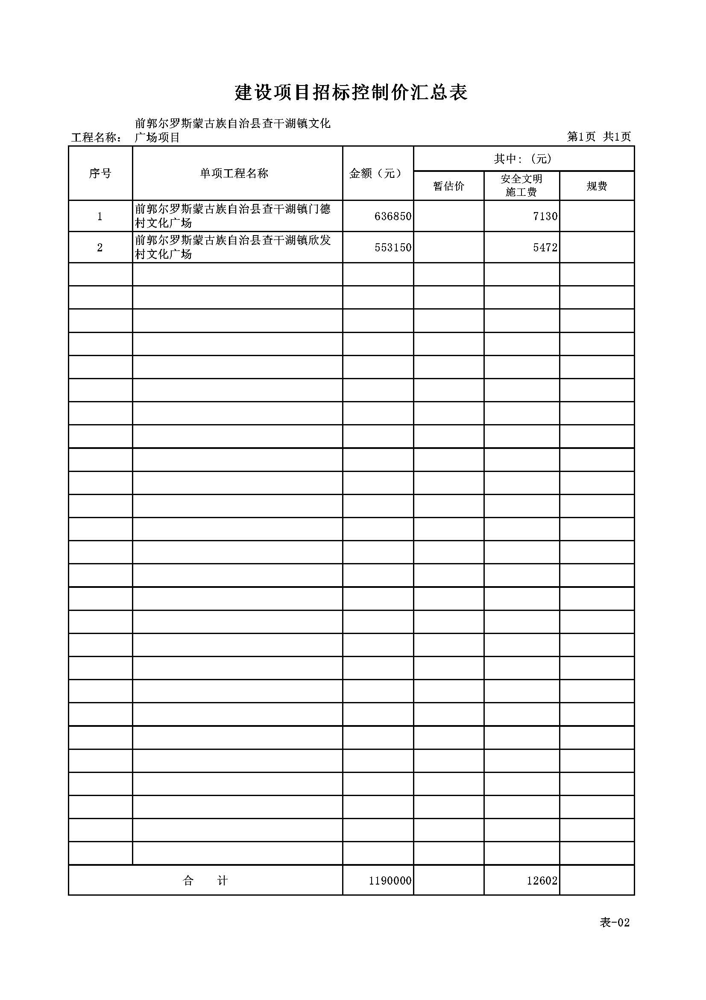 建设项目招标控制价汇总表
前郭尔罗斯蒙古族自治县查干湖镇文化
工程名称： 广场项目 第1页 共1页
序号 单项工程名称 金额（元） 其中：(元)
暂估价 安全文明 施工费 规费
1 前郭尔罗斯蒙古族自治县查干湖镇门德 636850 7130
村文化广场
2 前郭尔罗斯蒙古族自治县查干湖镇欣发 553150 5472
村文化广场
合 计 1190000 12602
表-02